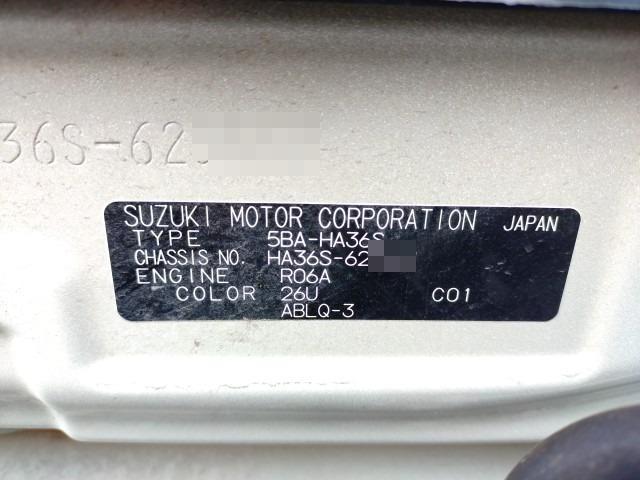 36S-62
SUZUKI MOTOR CORPORATION JAPAN
TYPE 5BA-HA36S
CHASSIS NO. HA36S-62
ENGINE R06A
COLOR 26U C01
ABLQ-3